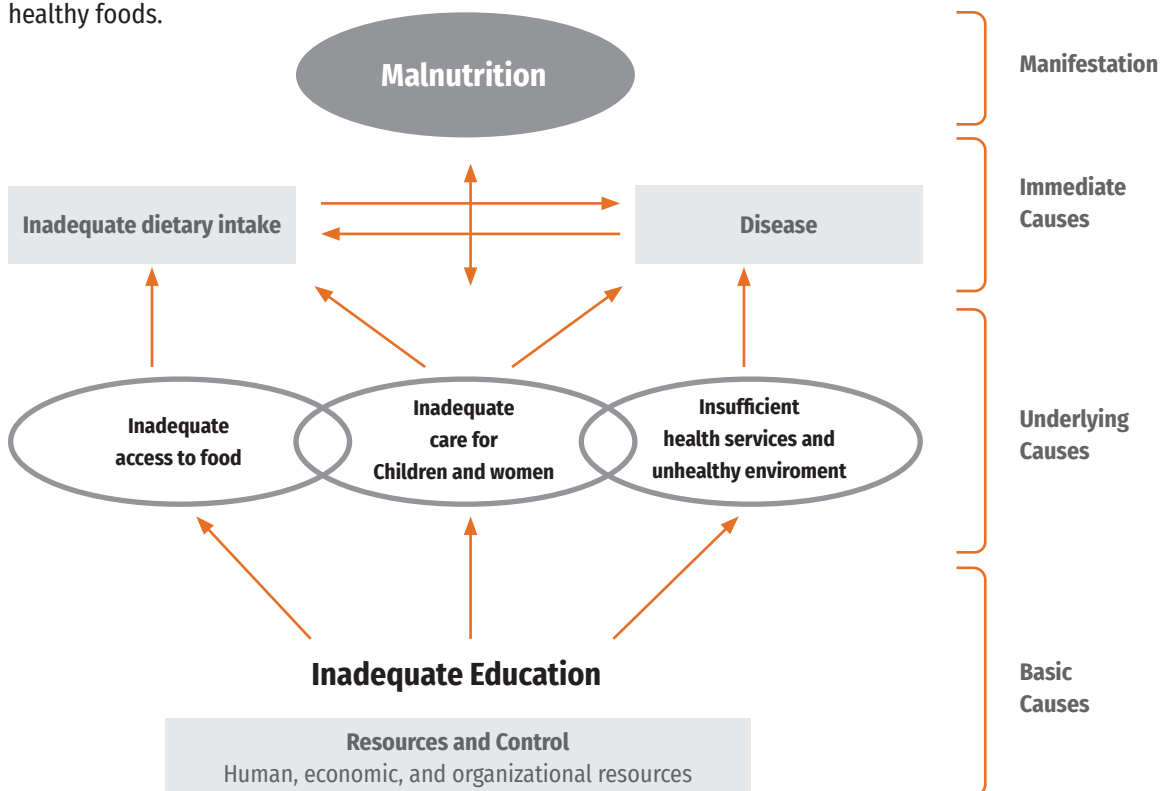 healthy foods.
Malnutrition
Manifestation
Inadequate dietary intake
Disease
Immediate
Causes
Inadequate
access to food
Inadequate
care for
Children and women
Insufficient
health services and
unhealthy enviroment
Underlying
Causes
Inadequate Education
Basic
Causes
Resources and Control
Human, economic, and organizational resources